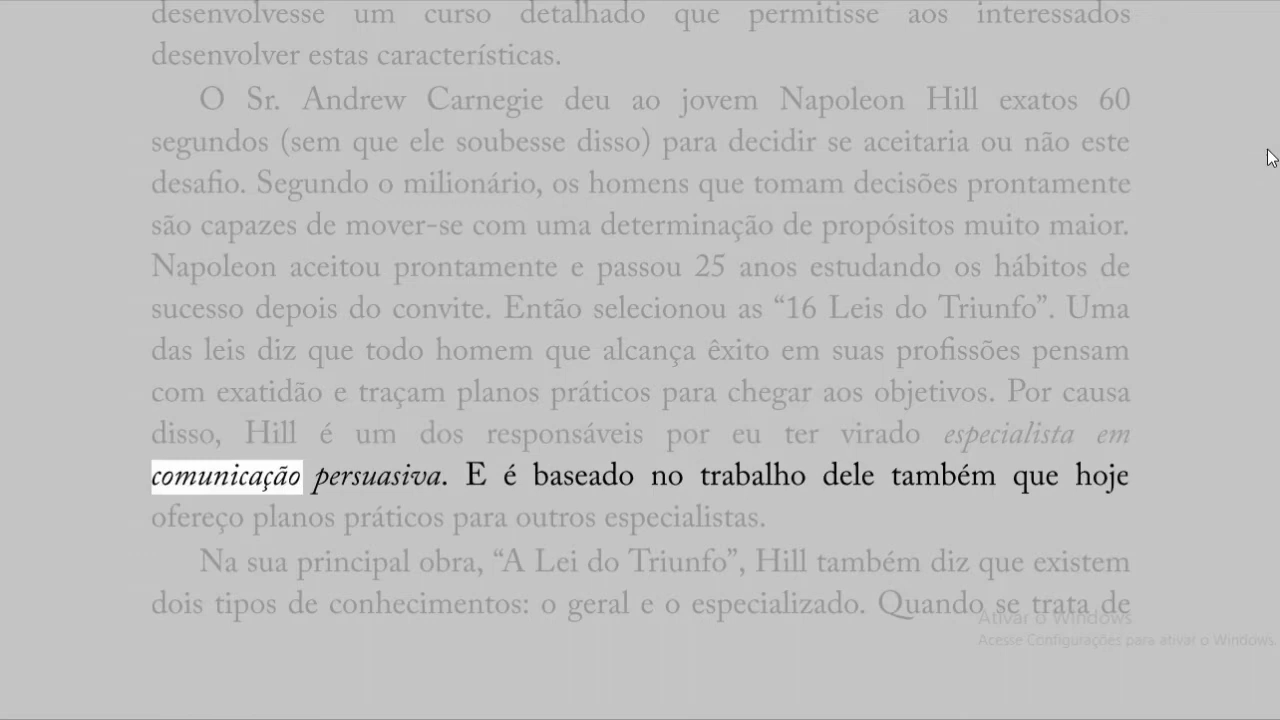 desenvolvesse um curso detalhado que permitisse aos interessados
desenvolver estas características.
O Sr. Andrew Carnegie deu ao jovem Napoleon Hill exatos 60
segundos (sem que ele soubesse disso) para decidir se aceitaria ou não este
desafio. Segundo o milionário, os homens que tomam decisões prontamente
são capazes de mover-se com uma determinação de propósitos muito maior.
Napoleon aceitou prontamente e passou 25 anos estudando os hábitos de
sucesso depois do convite. Então selecionou as “16 Leis do Triunfo”. Uma
das leis diz que todo homem que alcança êxito em suas profissões pensam
com exatidão e traçam planos práticos para chegar aos objetivos. Por causa
disso, Hill é um dos responsáveis por eu ter virado especialista em
comunicação persuasiva. E é baseado no trabalho dele também que hoje
ofereço planos práticos para outros especialistas.
Na sua principal obra, “A Lei do Triunfo”, Hill também diz que existem
dois tipos de conhecimentos: o geral e o especializado. Quando se trata de
Ativar o Windows
Acesse Configurações para ativar o Windows.